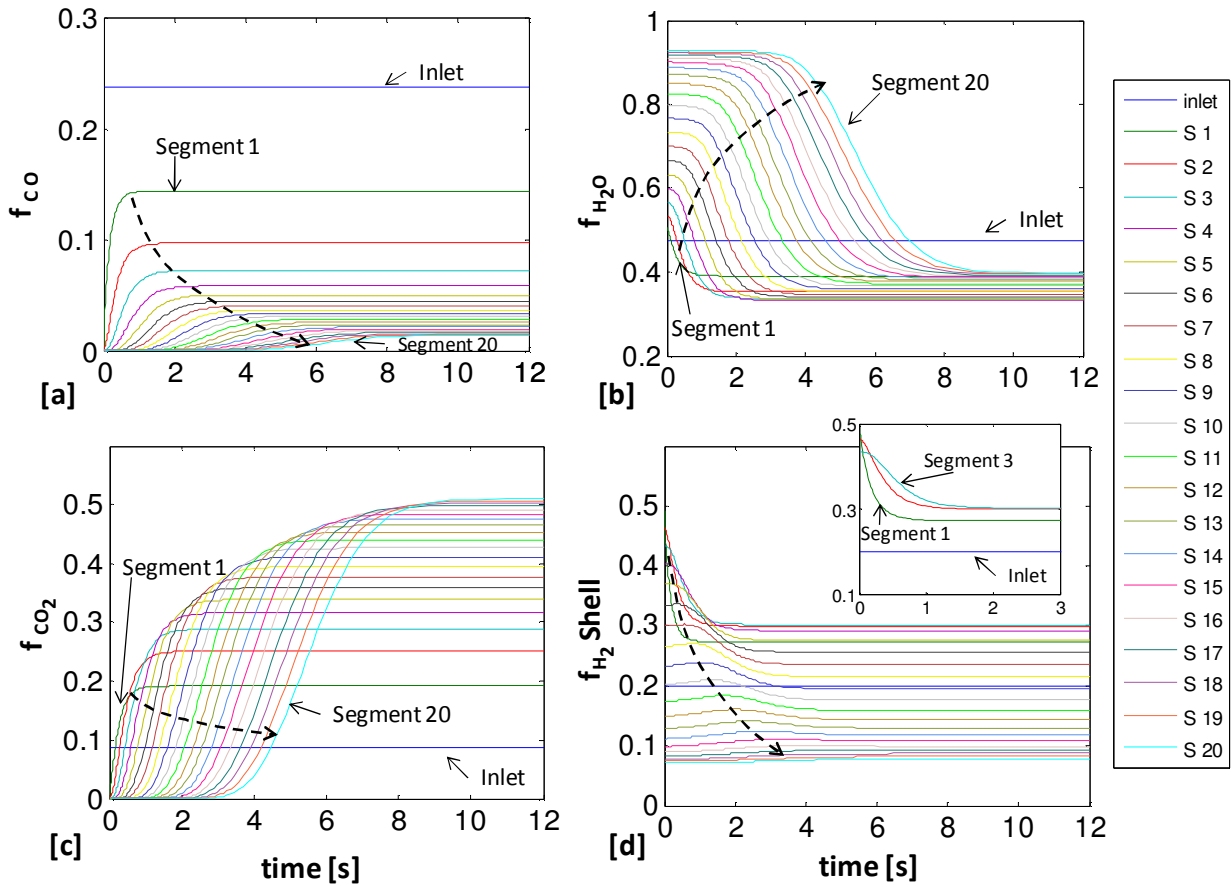 0.3
0.2
0.1
0
0 2 4 6 8 10 12
f CO
Inlet
Segment 1
Segment 20
[a]
1
0.8
0.6
0.4
0.2
0 2 4 6 8 10 12
f H2O
Segment 20
Inlet
Segment 1
[b]
0.5
0.4
0.3
0.2
0.1
0
0 2 4 6 8 10 12
f CO2
Segment 1
Segment 20
Inlet
[c]
time [s]
0.5
0.4
0.3
0.2
0.1
0
0 2 4 6 8 10 12
f H2 Shell
0.5
0.3
0.1
0 1 2 3
Segment 3
Segment 1
Inlet
[d]
time [s]
inlet
S 1
S 2
S 3
S 4
S 5
S 6
S 7
S 8
S 9
S 10
S 11
S 12
S 13
S 14
S 15
S 16
S 17
S 18
S 19
S 20